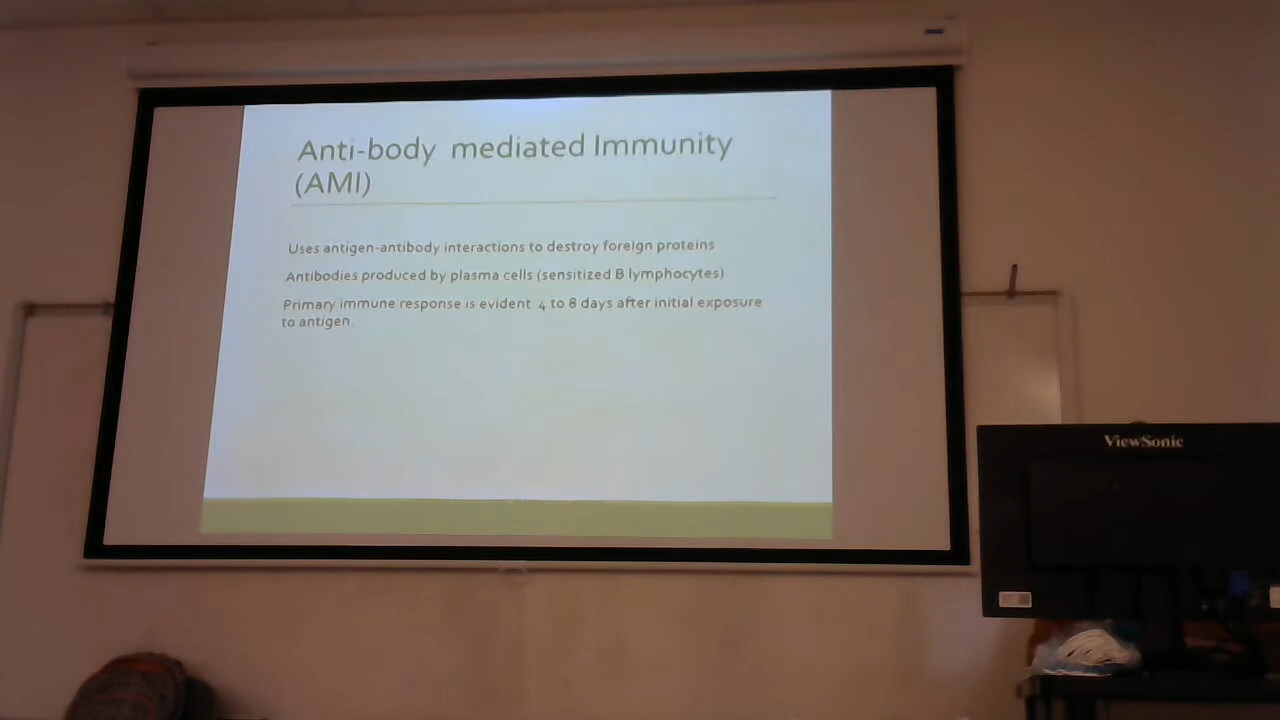 Anti-body mediated Immunity
(AMI)
Uses antigen-antibody interactions to destroy foreign proteins
Antibodies produced by plasma cells (sensitized B lymphocytes)
Primary immune response is evident 4 to 8 days after initial exposure
to antigen.
ViewSonic